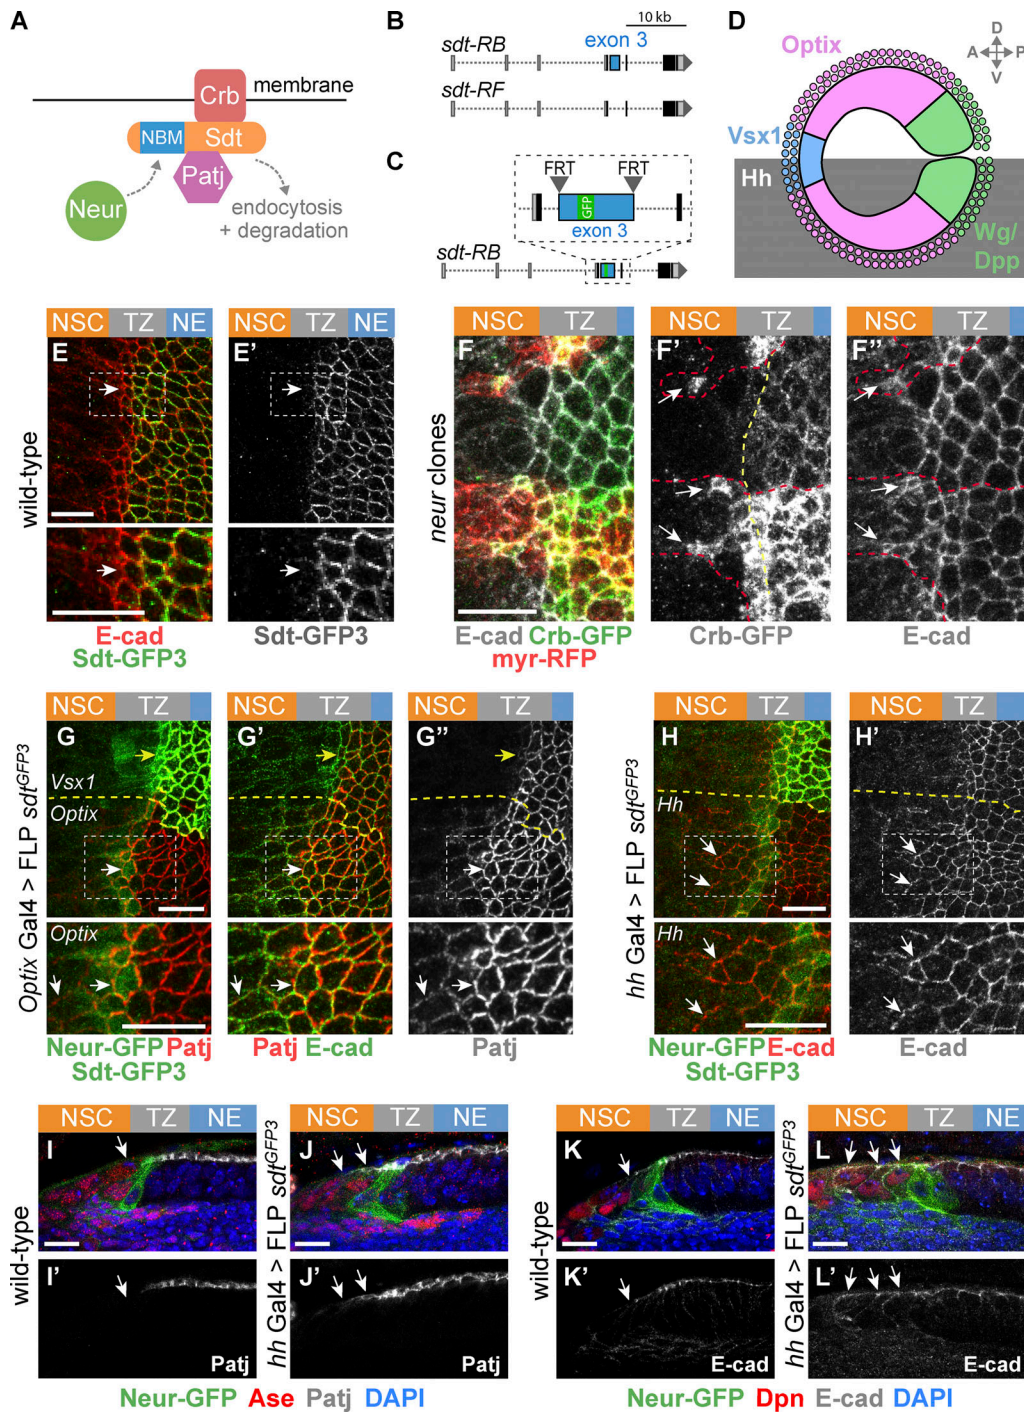 A
Crb
membrane
NBM
Sdt
Patj
Neur
endocytosis
+ degradation
B
10 kb
sdt-RB
exon 3
sdt-RF
C
FRT
FRT
GFP
exon 3
sdt-RB
D
Optix
D
A
P
V
Vsx1
Hh
Wg/
Dpp
NSC TZ NE
E
E'
wild-type
E-cad
Sdt-GFP3
Sdt-GFP3
NSC TZ NE
NSC TZ
F
F'
F''
neur clones
E-cad Crb-GFP
myr-RFP
Crb-GFP
E-cad
NSC TZ
NSC TZ
NSC TZ
G
G'
G''
Vsx1
Optix
Optix
Optix Gal4 > FLP sdtGFP3
Neur-GFP Patj
Sdt-GFP3
Patj E-cad
Patj
NSC TZ
NSC TZ
H
H'
Hh
Hh
hh Gal4 > FLP sdtGFP3
Neur-GFP E-cad
Sdt-GFP3
E-cad
NSC TZ NE
NSC TZ NE
I
J
I'
J'
wild-type
hh Gal4 > FLP sdtGFP3
Patj
Patj
Neur-GFP Ase Patj DAPI
NSC TZ NE
NSC TZ NE
K
L
K'
L'
wild-type
hh Gal4 > FLP sdtGFP3
E-cad
E-cad
Neur-GFP Dpn E-cad DAPI